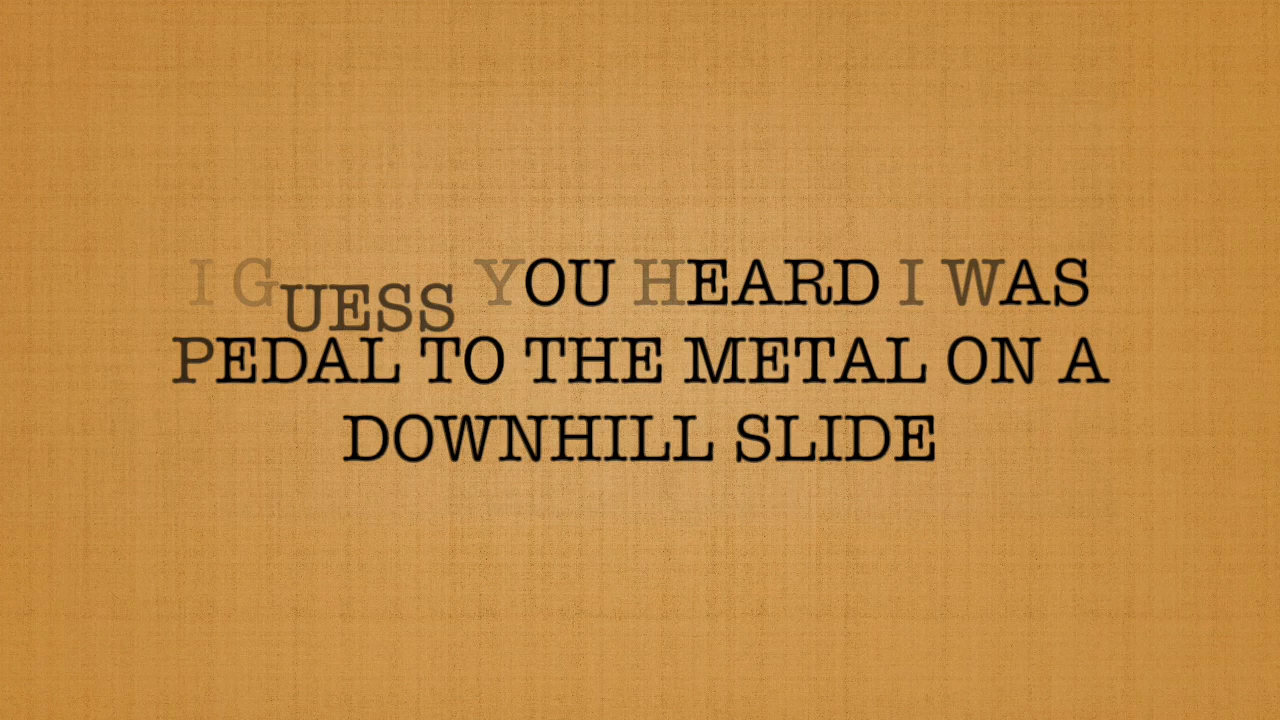 I GUESS YOU HEARD I WAS
PEDAL TO THE METAL ON A
DOWNHILL SLIDE